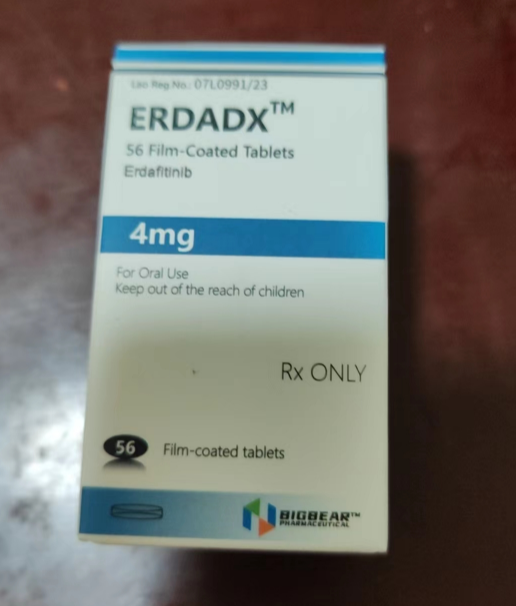 Lao Reg.No.: 07L0991/23
ERDADX™
56 Film-Coated Tablets
Erdafitinib
4mg
For Oral Use
Keep out of the reach of children
Rx ONLY
56 Film-coated tablets
BIGBEAR™
PHARMACEUTICAL